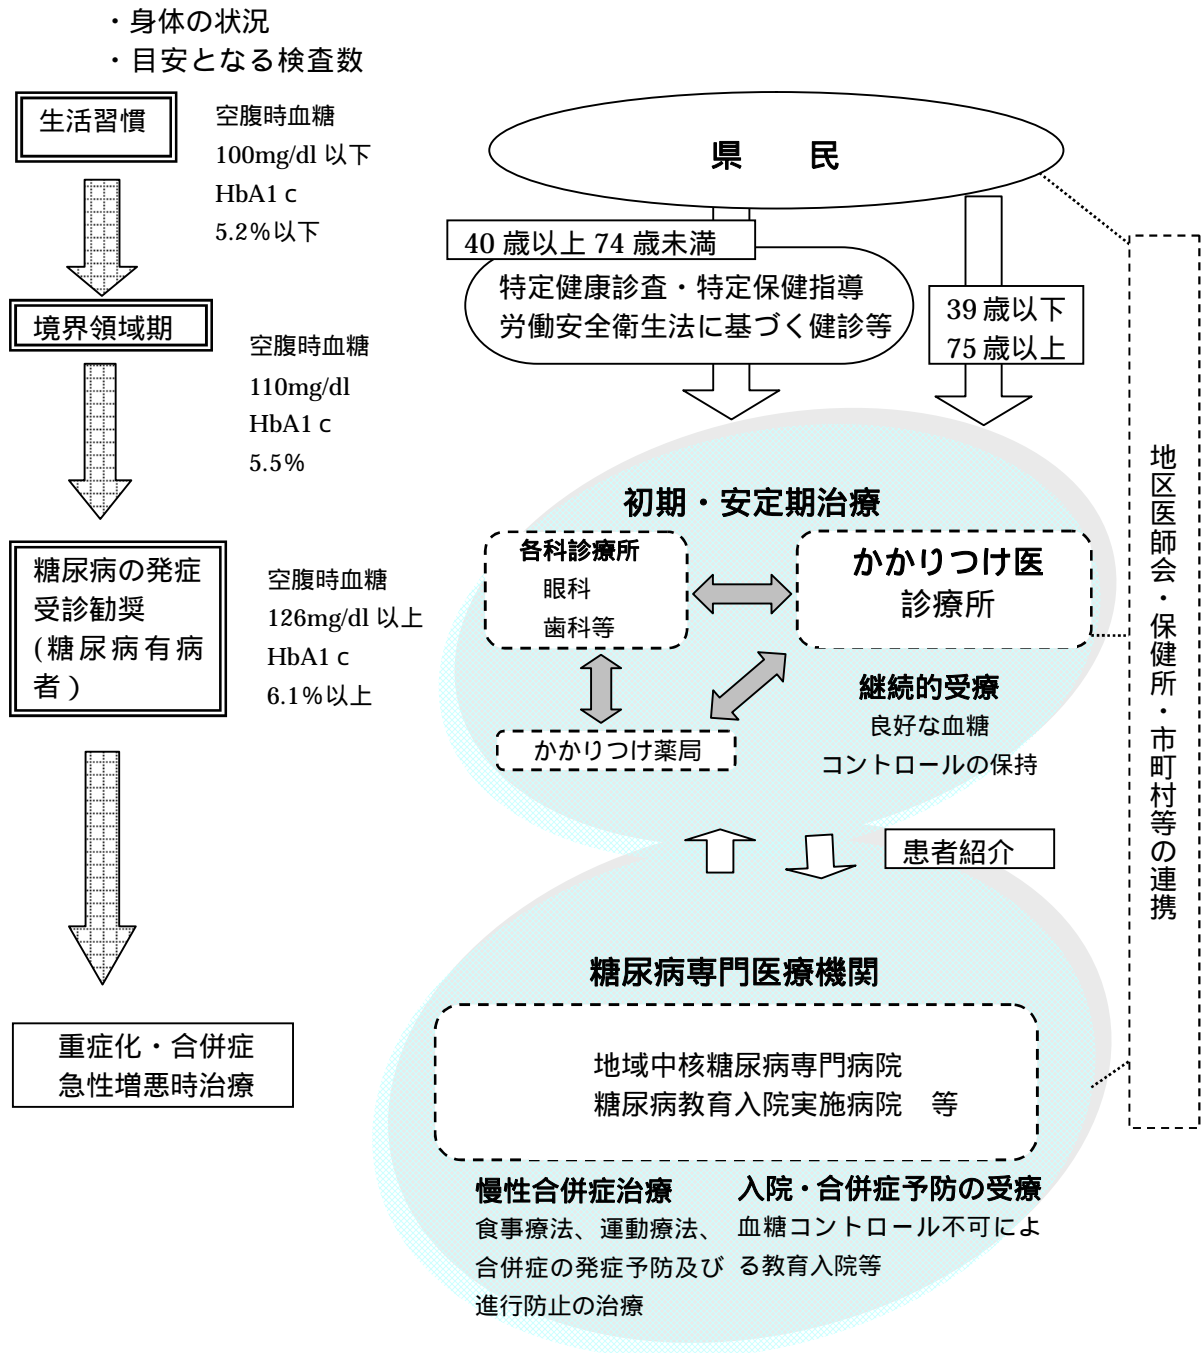 ・身体の状況
・目安となる検査数
生活習慣
空腹時血糖
100mg/dl 以下
HbA1 c
5.2％以下
境界領域期
空腹時血糖
110mg/dl
HbA1 c
5.5％
糖尿病の発症
受診勧奨
(糖尿病有病
者）
空腹時血糖
126mg/dl 以上
HbA1 c
6.1％以上
重症化・合併症
急性増悪時治療
県　民
40 歳以上 74 歳未満
特定健康診査・特定保健指導
労働安全衛生法に基づく健診等
39 歳以下
75 歳以上
初期・安定期治療
各科診療所
眼科
歯科等
かかりつけ医
診療所
かかりつけ薬局
継続的受療
良好な血糖
コントロールの保持
患者紹介
糖尿病専門医療機関
地域中核糖尿病専門病院
糖尿病教育入院実施病院　等
慢性合併症治療
食事療法、運動療法、
合併症の発症予防及び
進行防止の治療
入院・合併症予防の受療
血糖コントロール不可によ
る教育入院等
地区医師会・保健所・市町村等の連携